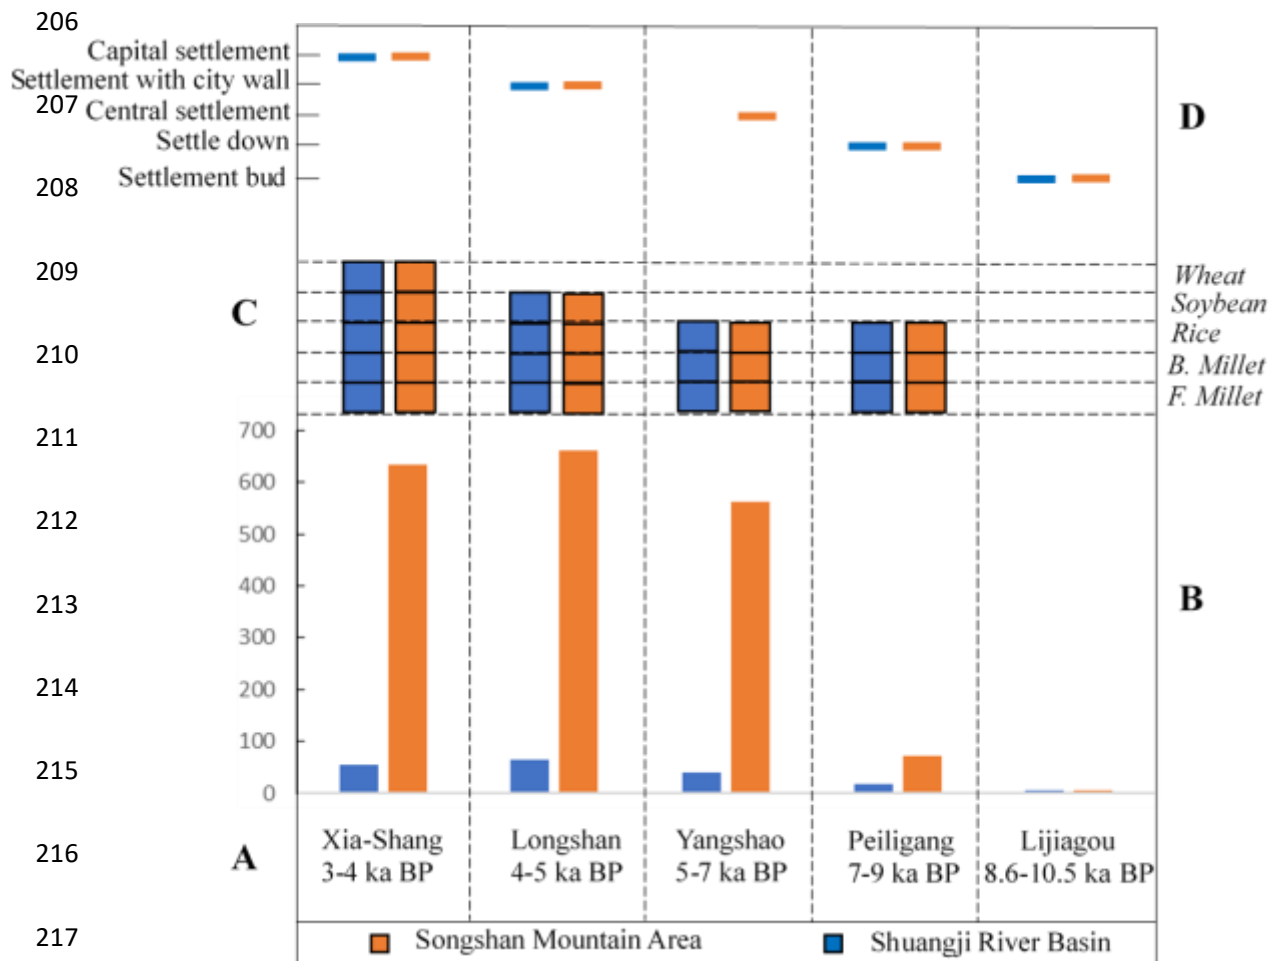 206
Capital settlement
Settlement with city wall
207
Central settlement
D
Settle down
Settlement bud
208
209
Wheat
Soybean
C
Rice
210
B. Millet
F. Millet
211
700
600
212
500
400
B
213
300
214
200
100
215
0
Xia-Shang Longshan Yangshao Peiligang Lijiagou
216
A
3-4 ka BP 4-5 ka BP 5-7 ka BP 7-9 ka BP 8.6-10.5 ka BP
217
Songshan Mountain Area Shuangji River Basin